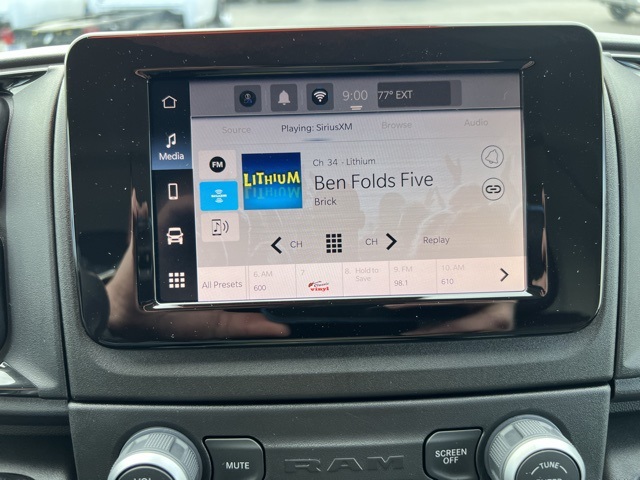 9:00 77° EXT
Source Playing: SiriusXM Browse Audio
Media
FM
LiTHiUM
Ch 34 - Lithium
Ben Folds Five
Brick
CH CH Replay
All Presets
6. AM
600
7
vinyl
8. Hold to
Save
9. FM
98.1
10. AM
610
MUTE
RAM
SCREEN
OFF
VOL
TUNE